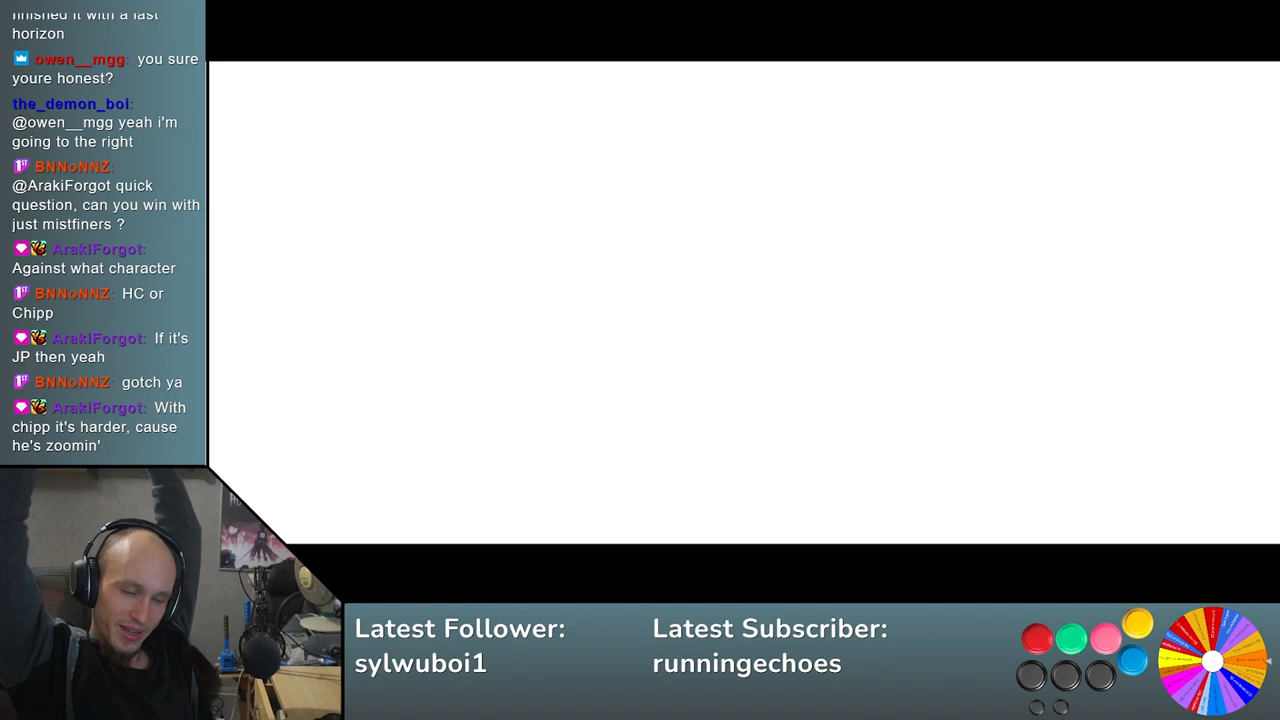 finished it with a last
horizon
owen__mgg: you sure
youre honest?
the_demon_boi:
@owen__mgg yeah i'm
going to the right
BNNoNNZ:
@ArakiForgot quick
question, can you win with
just mistfiners ?
ArakiForgot:
Against what character
BNNoNNZ: HC or
Chipp
ArakiForgot: If it's
JP then yeah
BNNoNNZ: gotch ya
ArakiForgot: With
chipp it's harder, cause
he's zoomin'
Latest Follower:
sylwuboi1
Latest Subscriber:
runningechoes